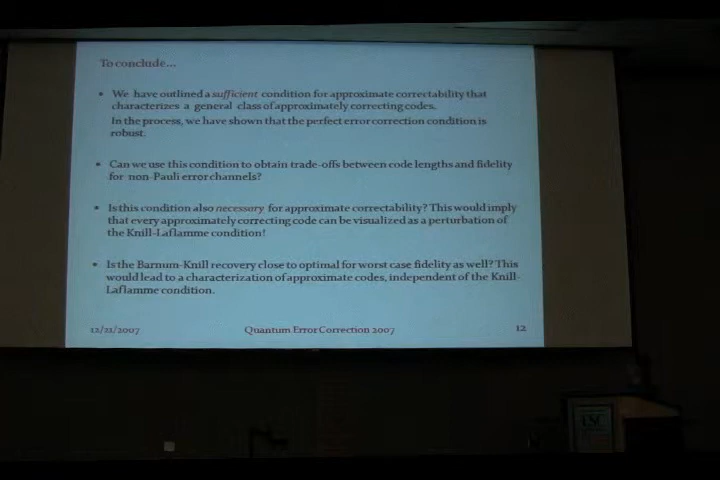 To conclude...
• We have outlined a sufficient condition for approximate correctability that
characterizes a general class of approximately correcting codes.
In the process, we have shown that the perfect error correction condition is
robust.
• Can we use this condition to obtain trade-offs between code lengths and fidelity
for non-Pauli error channels?
• Is this condition also necessary for approximate correctability? This would imply
that every approximately correcting code can be visualized as a perturbation of
the Knill-Laflamme condition!
• Is the Barnum-Knill recovery close to optimal for worst case fidelity as well? This
would lead to a characterization of approximate codes, independent of the Knill-
Laflamme condition.
12/21/2007 Quantum Error Correction 2007 12
USC